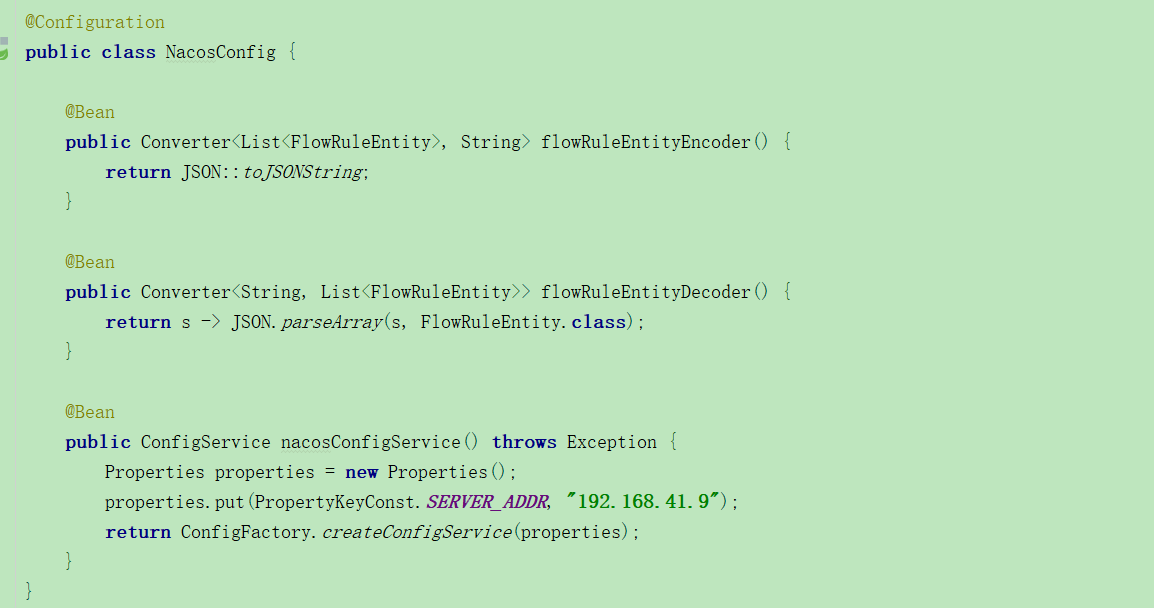 @Configuration
public class NacosConfig {
@Bean
public Converter<List<FlowRuleEntity>, String> flowRuleEntityEncoder() {
return JSON::toJSONString;
}
@Bean
public Converter<String, List<FlowRuleEntity>> flowRuleEntityDecoder() {
return s -> JSON.parseArray(s, FlowRuleEntity.class);
}
@Bean
public ConfigService nacosConfigService() throws Exception {
Properties properties = new Properties();
properties.put(PropertyKeyConst.SERVER_ADDR, "192.168.41.9");
return ConfigFactory.createConfigService(properties);
}
}